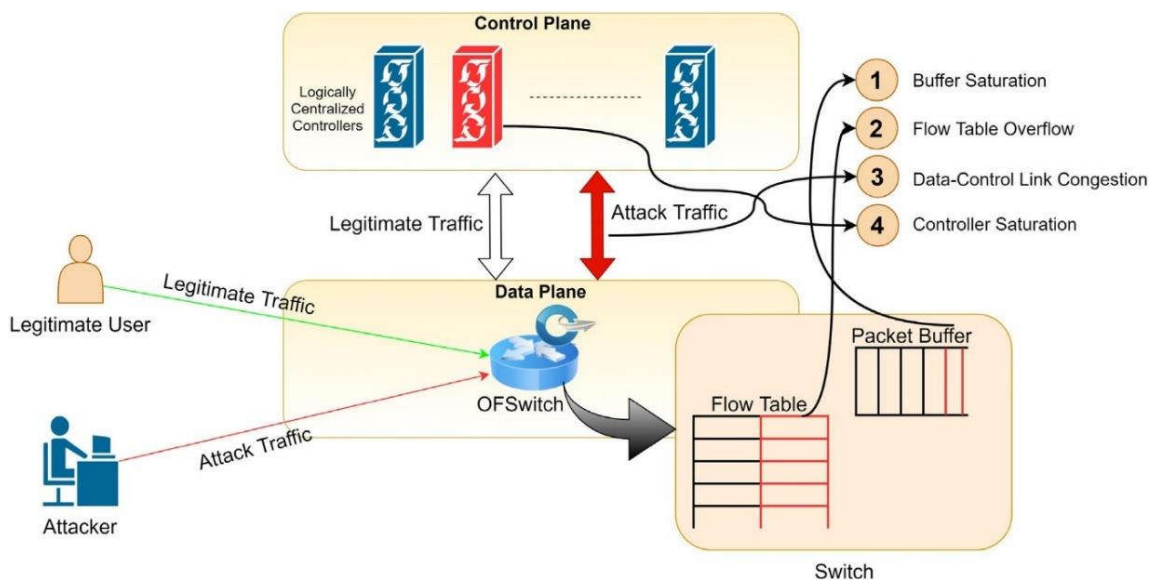 Control Plane
Logically
Centralized
Controllers
1 Buffer Saturation
2 Flow Table Overflow
3 Data-Control Link Congestion
4 Controller Saturation
Legitimate Traffic
Attack Traffic
Legitimate User
Legitimate Traffic
Attacker
Attack Traffic
Data Plane
OFSwitch
Packet Buffer
Flow Table
Switch